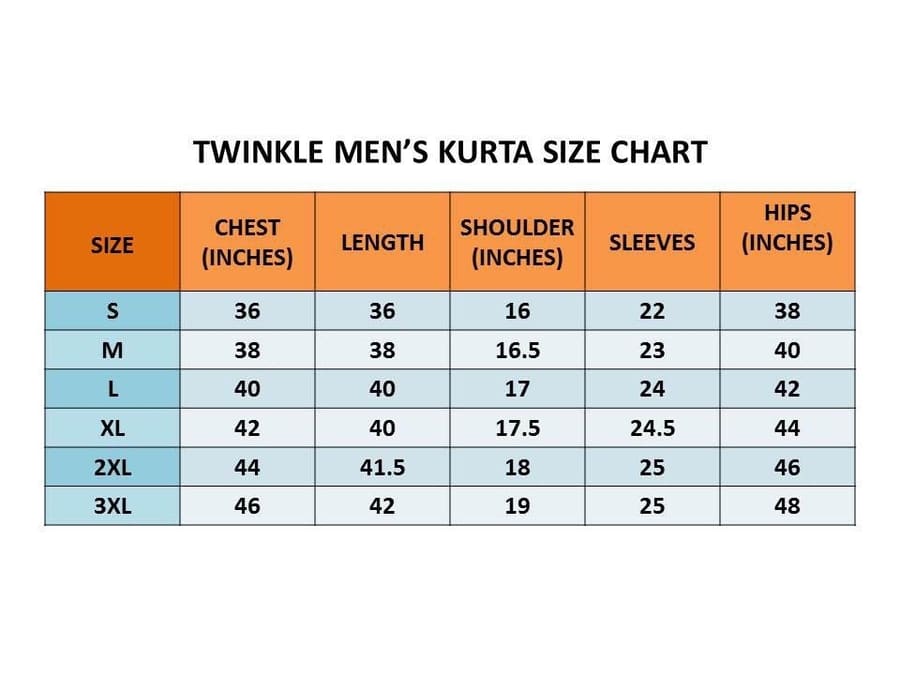 TWINKLE MEN’S KURTA SIZE CHART
SIZE CHEST (INCHES) LENGTH SHOULDER (INCHES) SLEEVES HIPS (INCHES)
S 36 36 16 22 38
M 38 38 16.5 23 40
L 40 40 17 24 42
XL 42 40 17.5 24.5 44
2XL 44 41.5 18 25 46
3XL 46 42 19 25 48